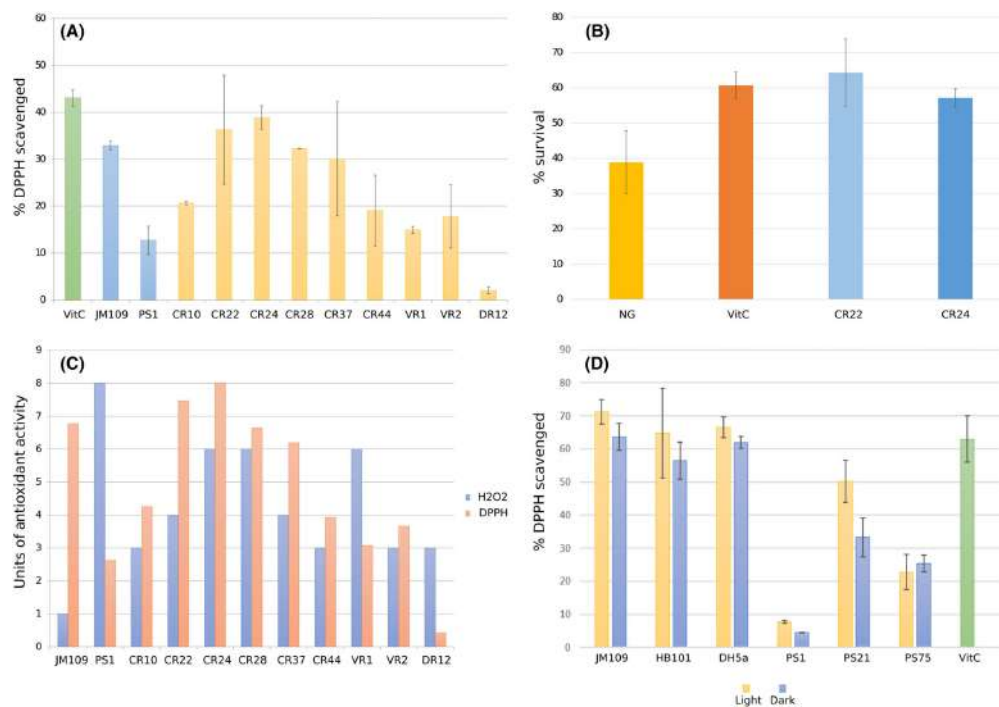 (A)
% DPPH scavenged
60
50
40
30
20
10
0
VitC JM109 PS1 CR10 CR22 CR24 CR28 CR37 CR44 VR1 VR2 DR12
(B)
% survival
80
70
60
50
40
30
20
10
0
NG VitC CR22 CR24
(C)
Units of antioxidant activity
9
8
7
6
5
4
3
2
1
0
JM109 PS1 CR10 CR22 CR24 CR28 CR37 CR44 VR1 VR2 DR12
H2O2
DPPH
(D)
% DPPH scavenged
90
80
70
60
50
40
30
20
10
0
JM109 HB101 DH5a PS1 PS21 PS75 VitC
Light Dark